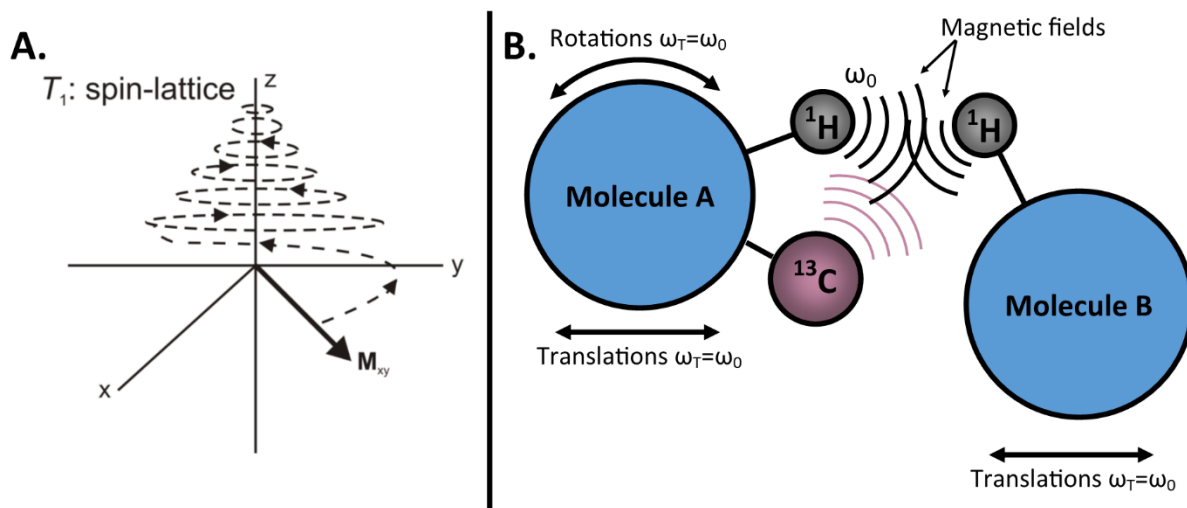 A.
T₁: spin-lattice
z
y
x
Mxy
B.
Rotations ωT=ω0
Magnetic fields
ω0
¹H
¹H
Molecule A
¹³C
Molecule B
Translations ωT=ω0
Translations ωT=ω0